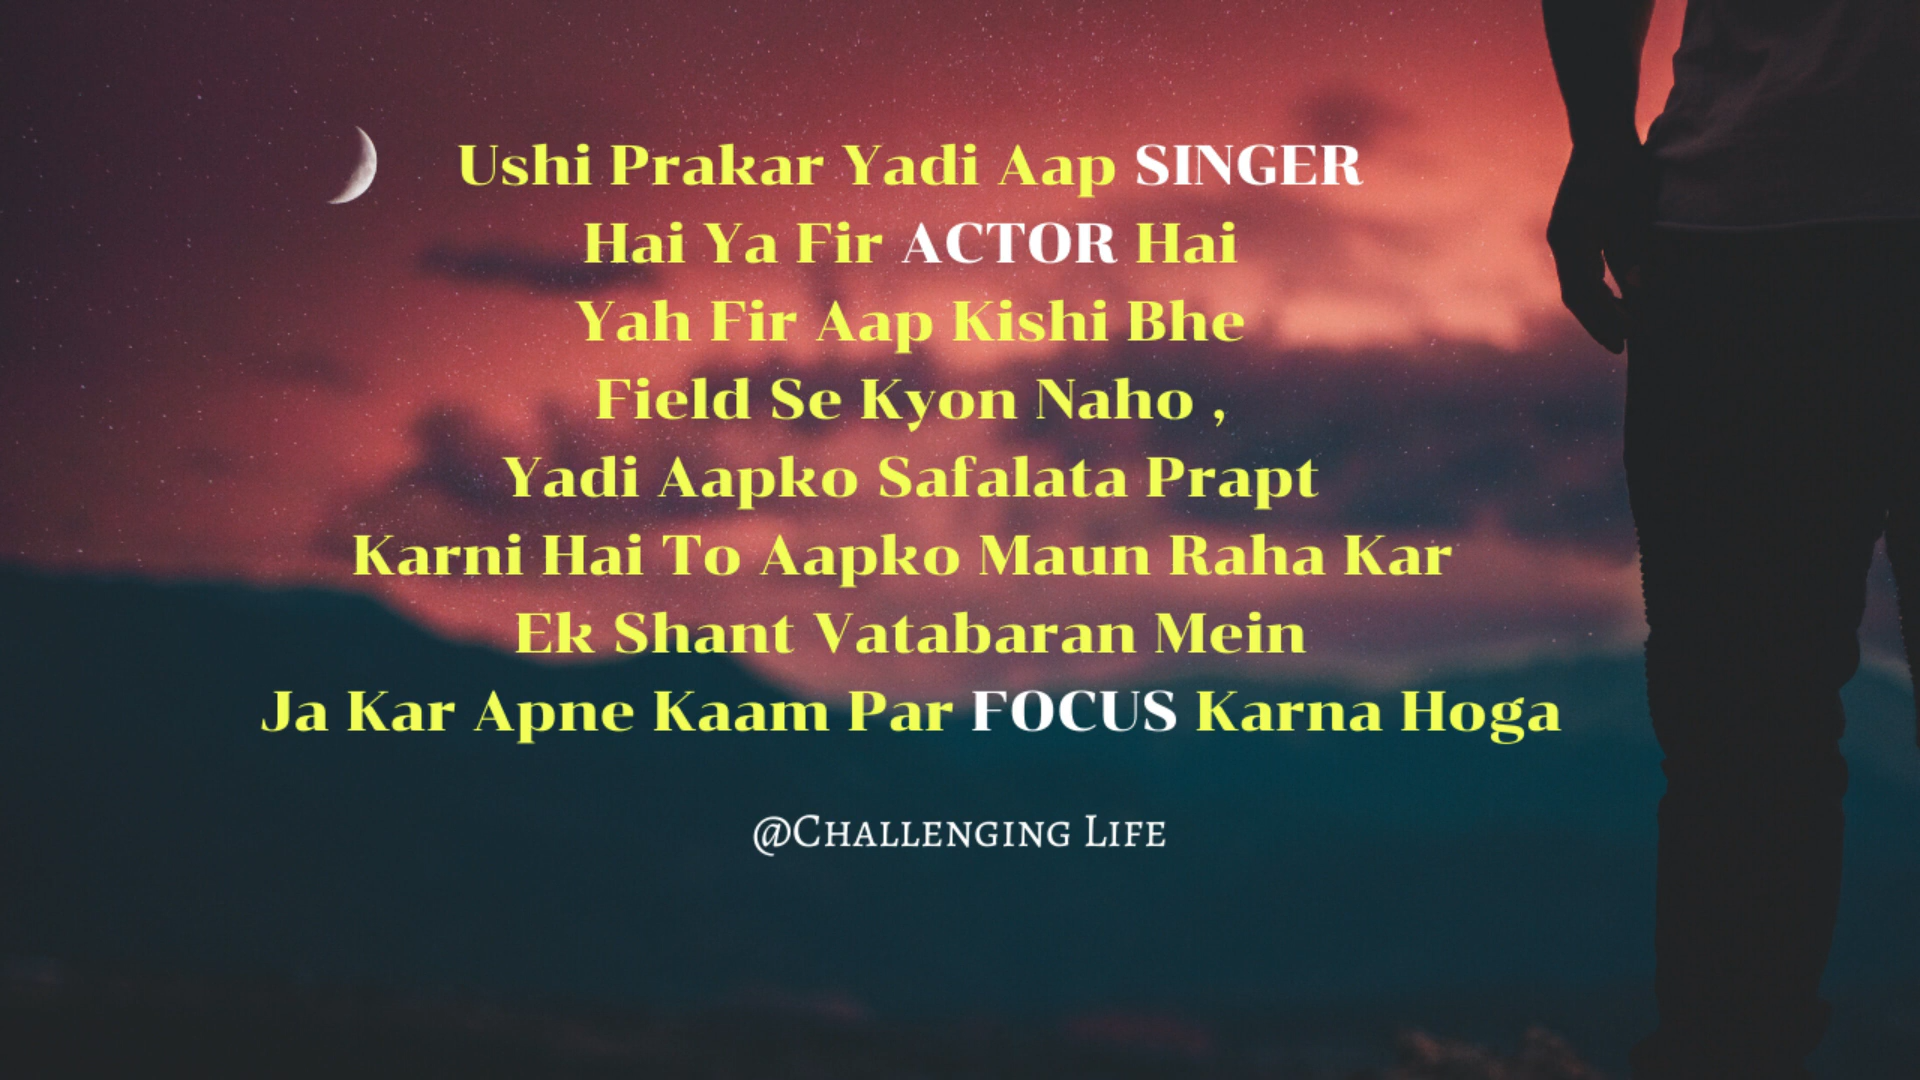 Ushi Prakar Yadi Aap SINGER
Hai Ya Fir ACTOR Hai
Yah Fir Aap Kishi Bhe
Field Se Kyon Naho ,
Yadi Aapko Safalata Prapt
Karni Hai To Aapko Maun Raha Kar
Ek Shant Vatabaran Mein
Ja Kar Apne Kaam Par FOCUS Karna Hoga
@Challenging Life